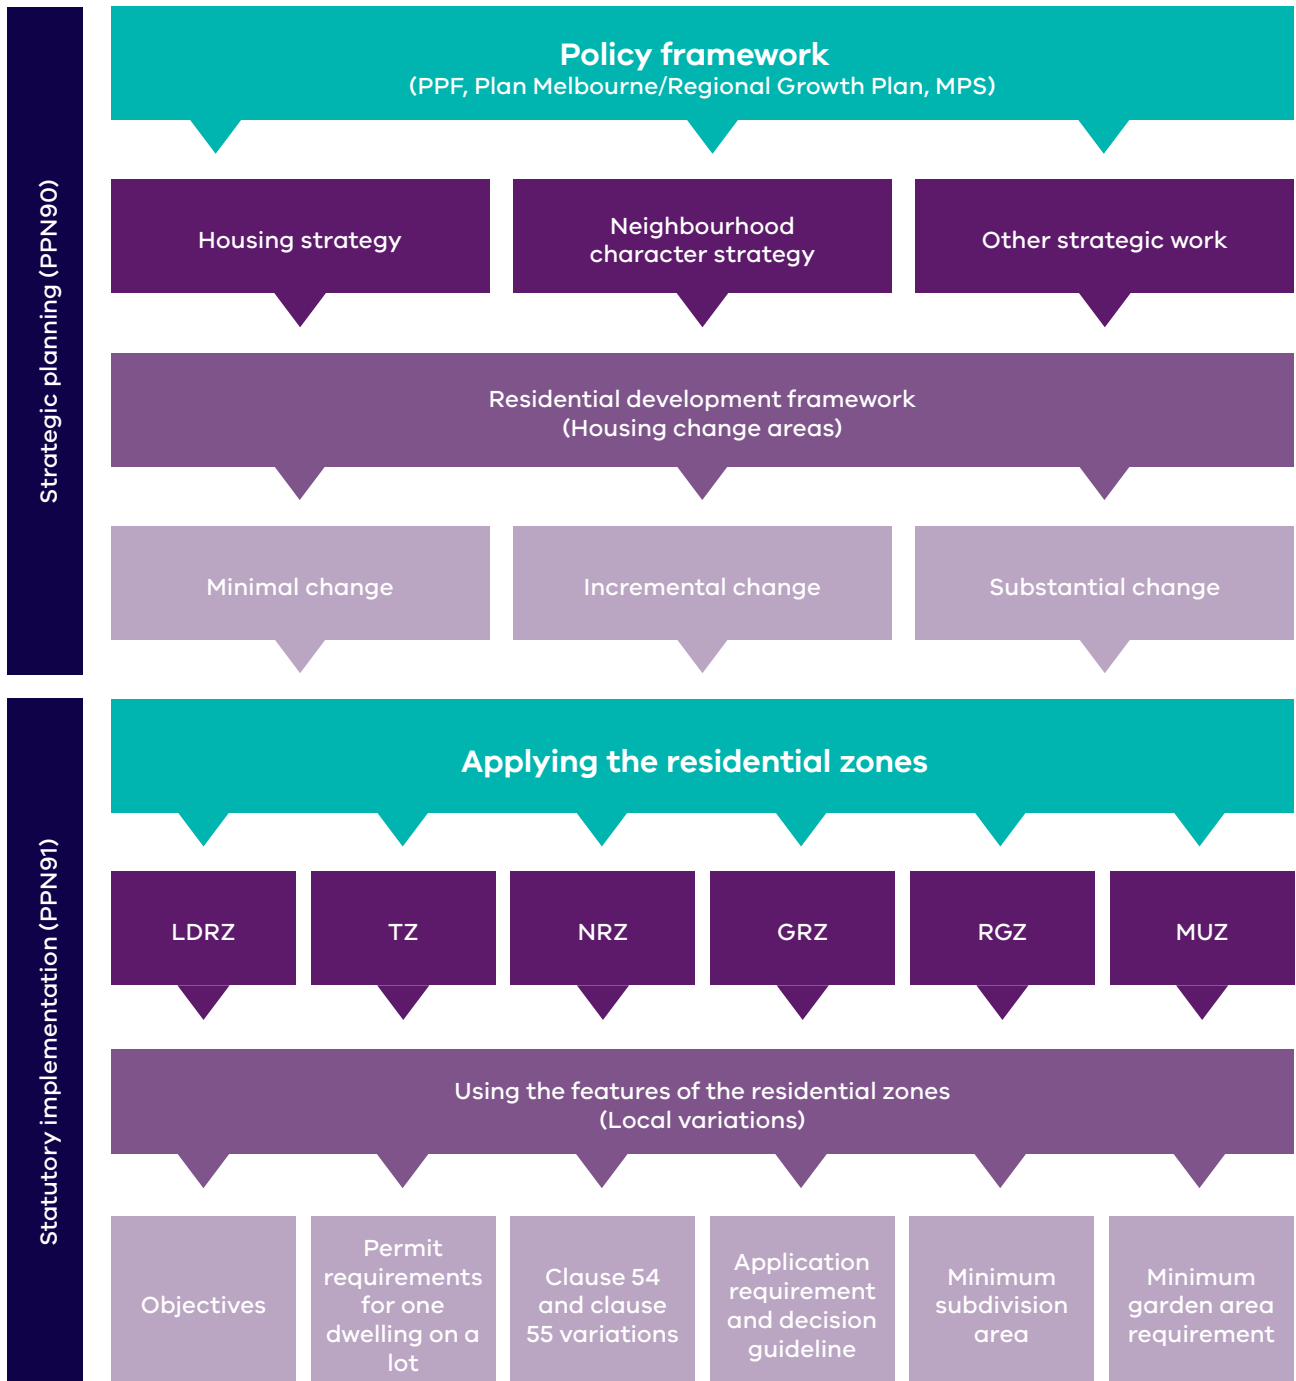 Strategic planning (PPN90)
Policy framework
(PPF, Plan Melbourne/Regional Growth Plan, MPS)
Housing strategy
Neighbourhood
character strategy
Other strategic work
Residential development framework
(Housing change areas)
Minimal change
Incremental change
Substantial change
Statutory implementation (PPN91)
Applying the residential zones
LDRZ
TZ
NRZ
GRZ
RGZ
MUZ
Using the features of the residential zones
(Local variations)
Objectives
Permit
requirements
for one
dwelling on a
lot
Clause 54
and clause
55 variations
Application
requirement
and decision
guideline
Minimum
subdivision
area
Minimum
garden area
requirement